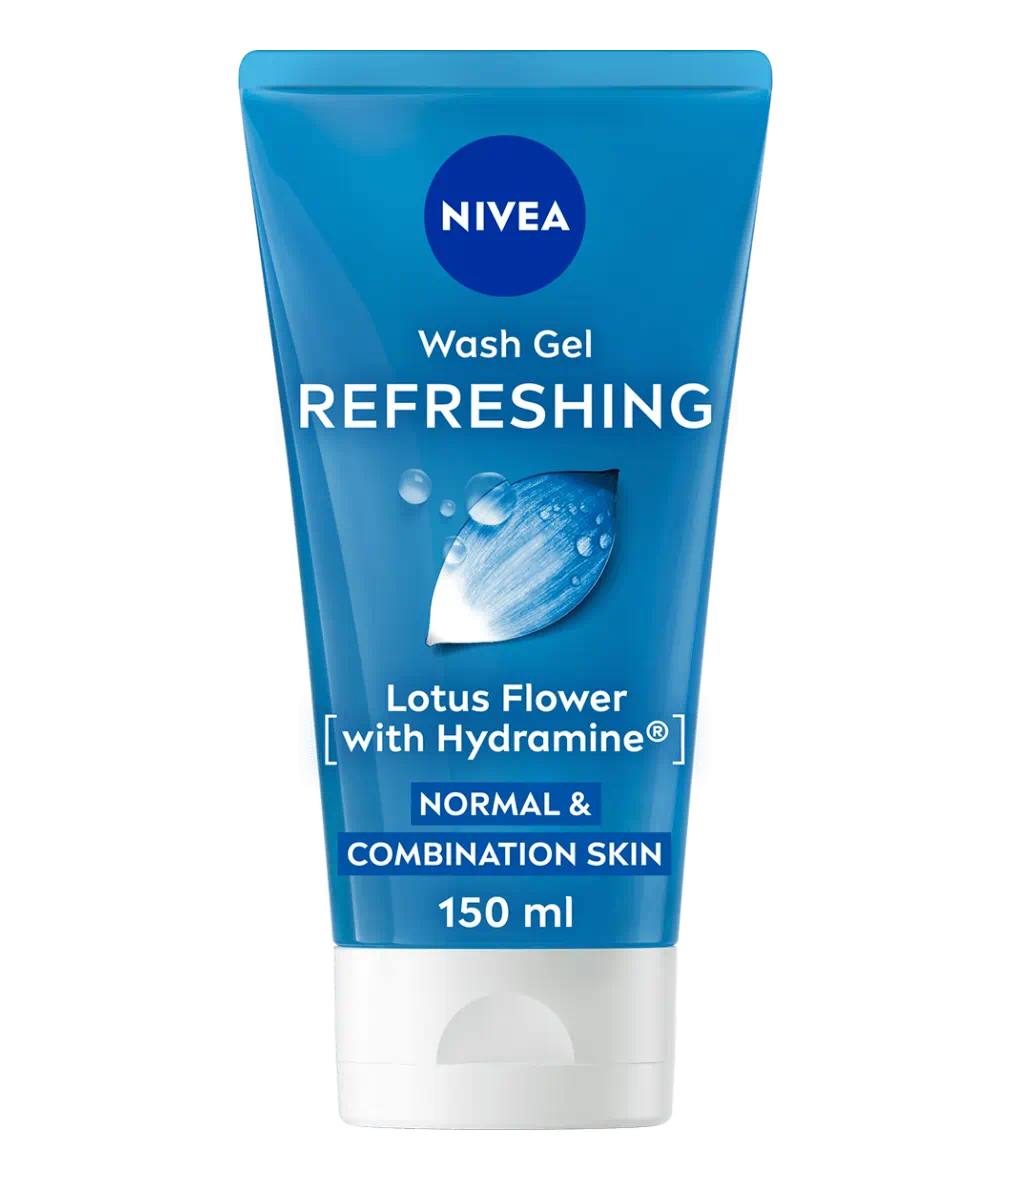 NIVEA
Wash Gel
REFRESHING
Lotus Flower
[with Hydramine®]
NORMAL &
COMBINATION SKIN
150 ml